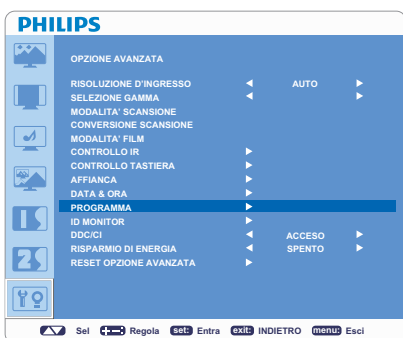 PHILIPS
OPZIONE AVANZATA
RISOLUZIONE D'INGRESSO AUTO
SELEZIONE GAMMA
MODALITA' SCANSIONE
CONVERSIONE SCANSIONE
MODALITA' FILM
CONTROLLO IR
CONTROLLO TASTIERA
AFFIANCA
DATA & ORA
PROGRAMMA
ID MONITOR
DDC/CI ACCESO
RISPARMIO DI ENERGIA SPENTO
RESET OPZIONE AVANZATA
Sel Regola set: Entra exit: INDIETRO menu: Esci